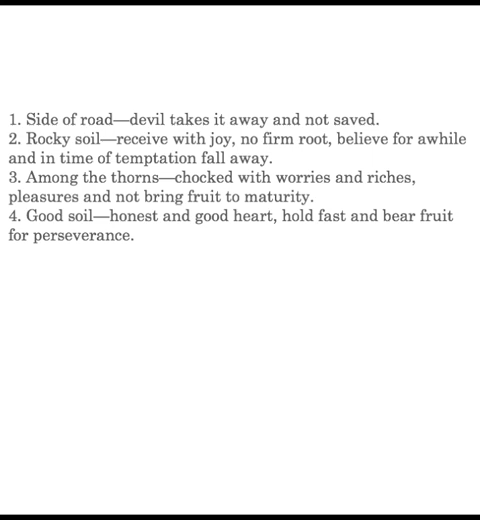 1. Side of road—devil takes it away and not saved.
2. Rocky soil—receive with joy, no firm root, believe for awhile
and in time of temptation fall away.
3. Among the thorns—chocked with worries and riches,
pleasures and not bring fruit to maturity.
4. Good soil—honest and good heart, hold fast and bear fruit
for perseverance.